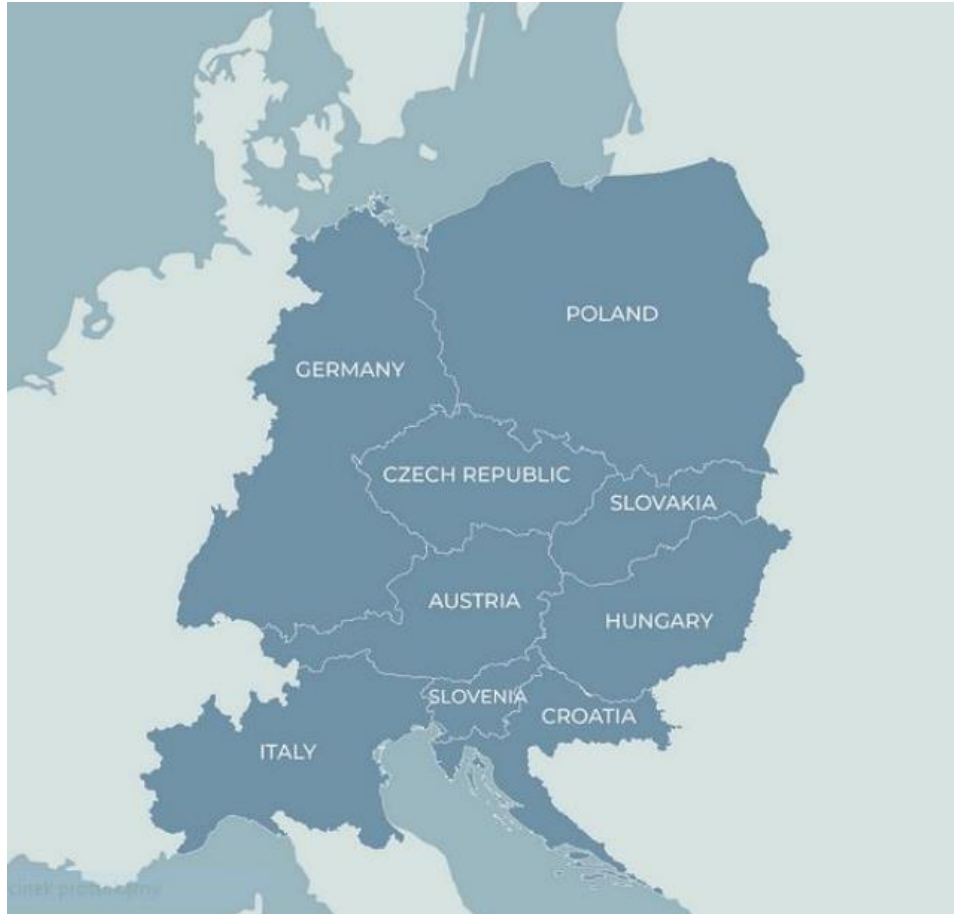 POLAND
GERMANY
CZECH REPUBLIC
SLOVAKIA
AUSTRIA
HUNGARY
SLOVENIA
CROATIA
ITALY